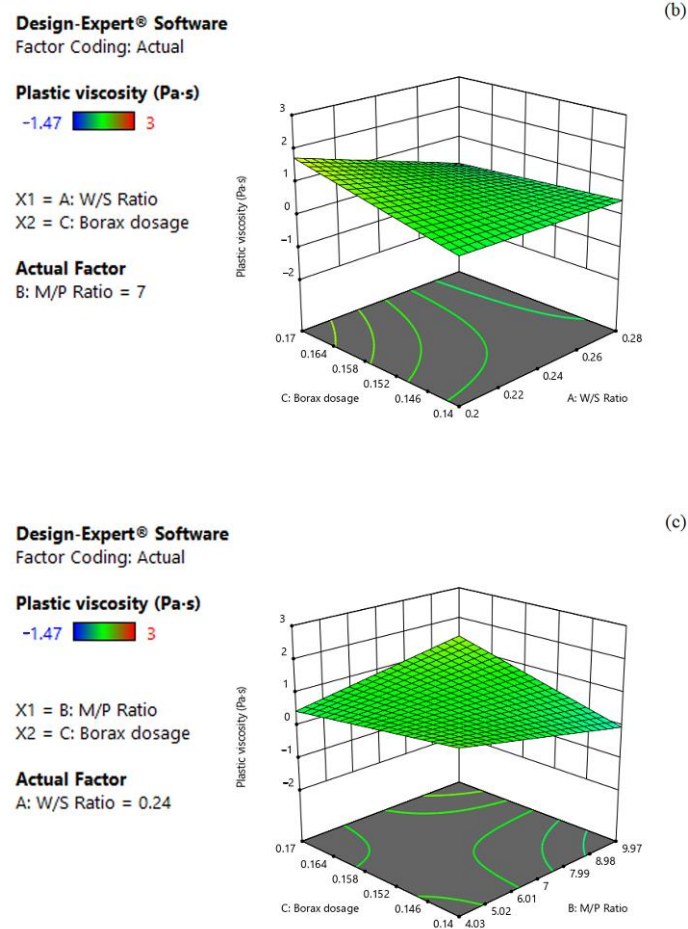 (b)
Design-Expert® Software
Factor Coding: Actual
Plastic viscosity (Pa·s)
−1.47 3
X1 = A: W/S Ratio
X2 = C: Borax dosage
Actual Factor
B: M/P Ratio = 7
Plastic viscosity (Pa·s)
3
2
1
0
−1
−2
0.17
0.164
0.158
0.152
0.146
0.14
C: Borax dosage
0.2
0.22
0.24
0.26
0.28
A: W/S Ratio
(c)
Design-Expert® Software
Factor Coding: Actual
Plastic viscosity (Pa·s)
−1.47 3
X1 = B: M/P Ratio
X2 = C: Borax dosage
Actual Factor
A: W/S Ratio = 0.24
Plastic viscosity (Pa·s)
3
2
1
0
−1
−2
0.17
0.164
0.158
0.152
0.146
0.14
C: Borax dosage
4.03
5.02
6.01
7
7.99
8.98
9.97
B: M/P Ratio